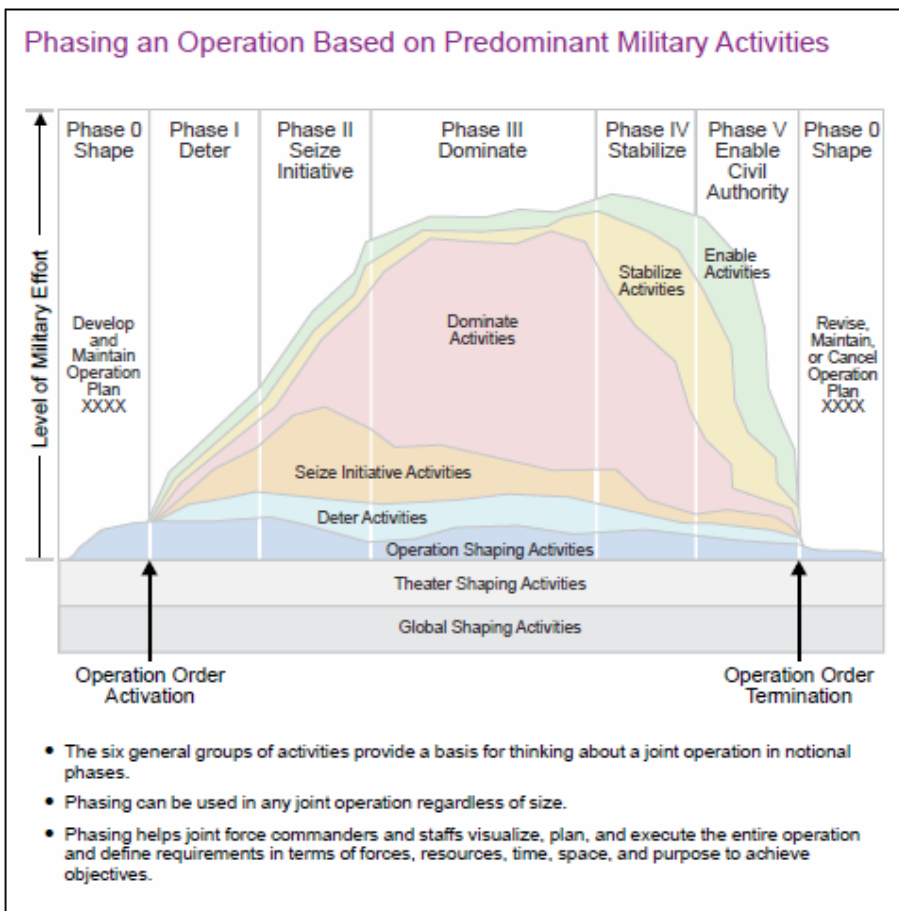 Phasing an Operation Based on Predominant Military Activities
Phase 0
Shape
Phase I
Deter
Phase II
Seize
Initiative
Phase III
Dominate
Phase IV
Stabilize
Phase V
Enable
Civil
Authority
Phase 0
Shape
Level of Military Effort
Develop
and
Maintain
Operation
Plan
XXXX
Dominate
Activities
Stabilize
Activities
Enable
Activities
Revise,
Maintain,
or Cancel
Operation
Plan
XXXX
Seize Initiative Activities
Deter Activities
Operation Shaping Activities
Theater Shaping Activities
Global Shaping Activities
Operation Order
Activation
Operation Order
Termination
• The six general groups of activities provide a basis for thinking about a joint operation in notional
phases.
• Phasing can be used in any joint operation regardless of size.
• Phasing helps joint force commanders and staffs visualize, plan, and execute the entire operation
and define requirements in terms of forces, resources, time, space, and purpose to achieve
objectives.